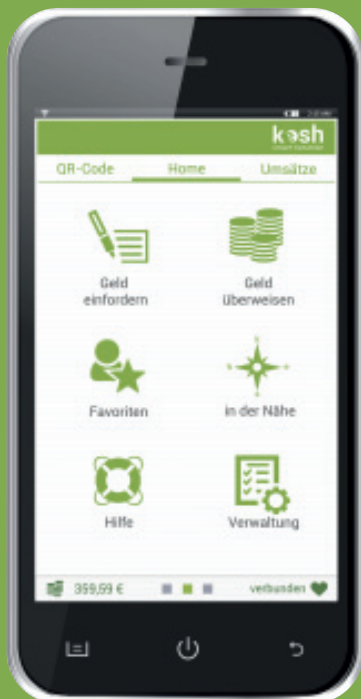 kesh
QR-Code Home Umsätze
Geld
einfordern
Geld
überweisen
Favoriten
in der Nähe
Hilfe
Verwaltung
359,59 €
verbunden